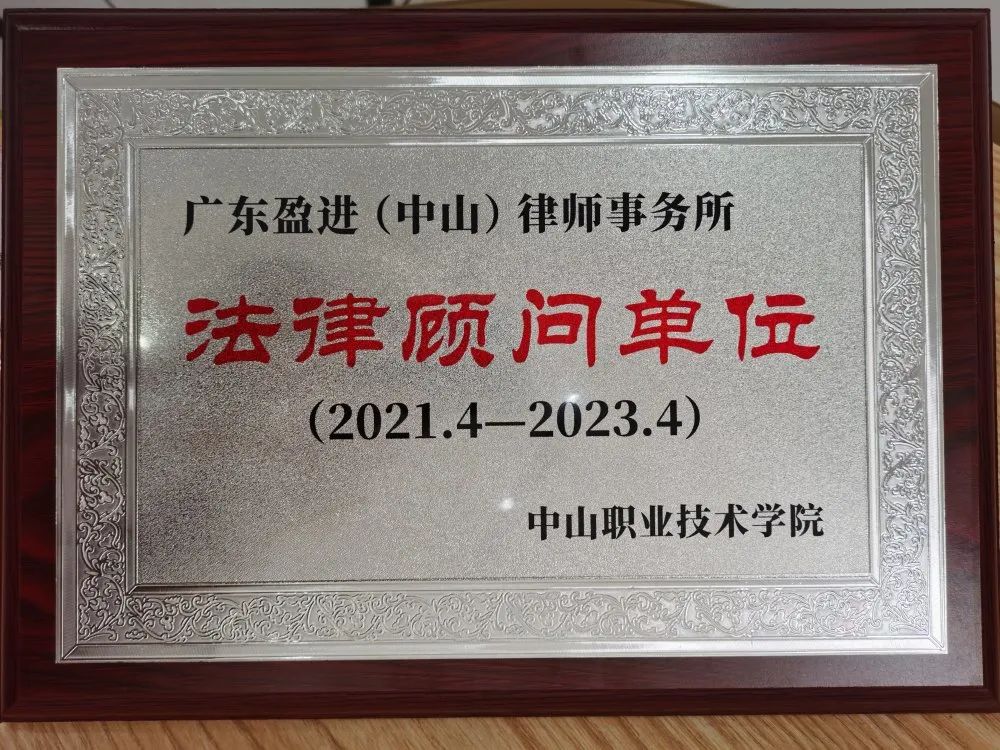 广东盈进（中山）律师事务所
法律顾问单位
（2021.4—2023.4）
中山职业技术学院